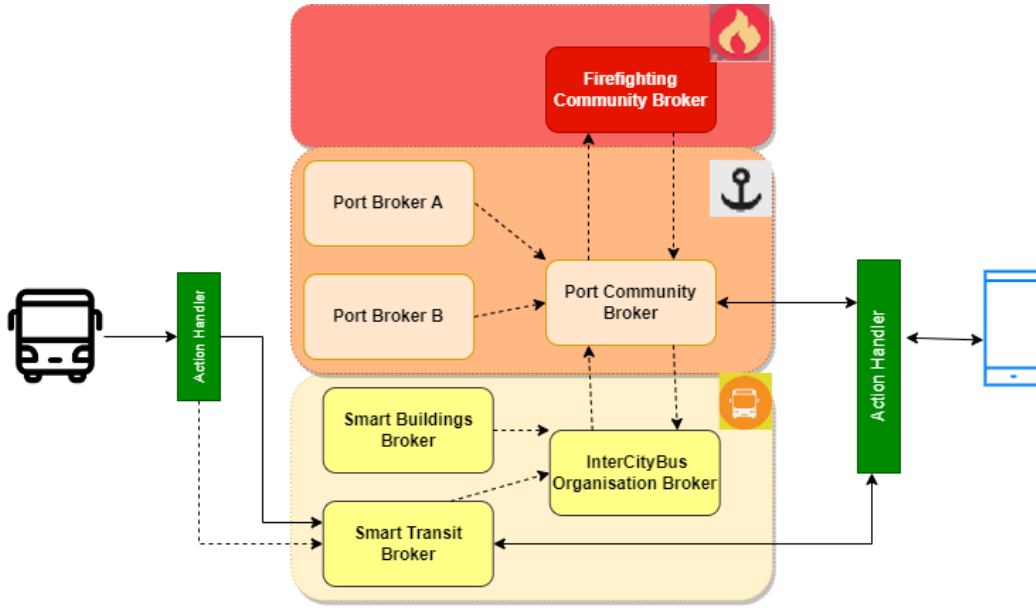 Firefighting
Community Broker
Port Broker A
Port Community
Broker
Port Broker B
Action Handler
Action Handler
Smart Buildings
Broker
InterCityBus
Organisation Broker
Smart Transit
Broker